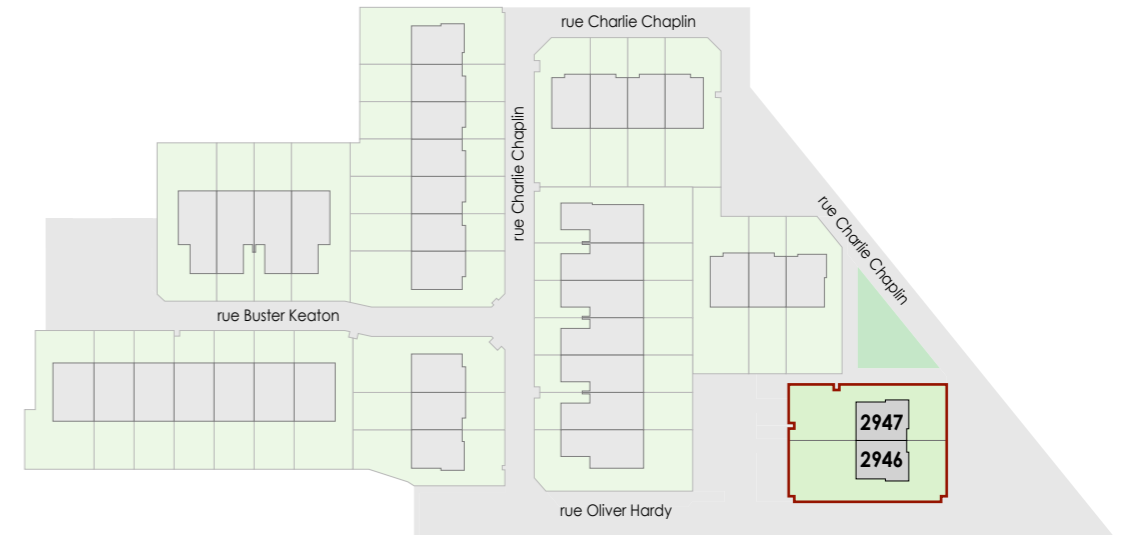 rue Charlie Chaplin
rue Charlie Chaplin
rue Charlie Chaplin
rue Buster Keaton
2947
2946
rue Oliver Hardy